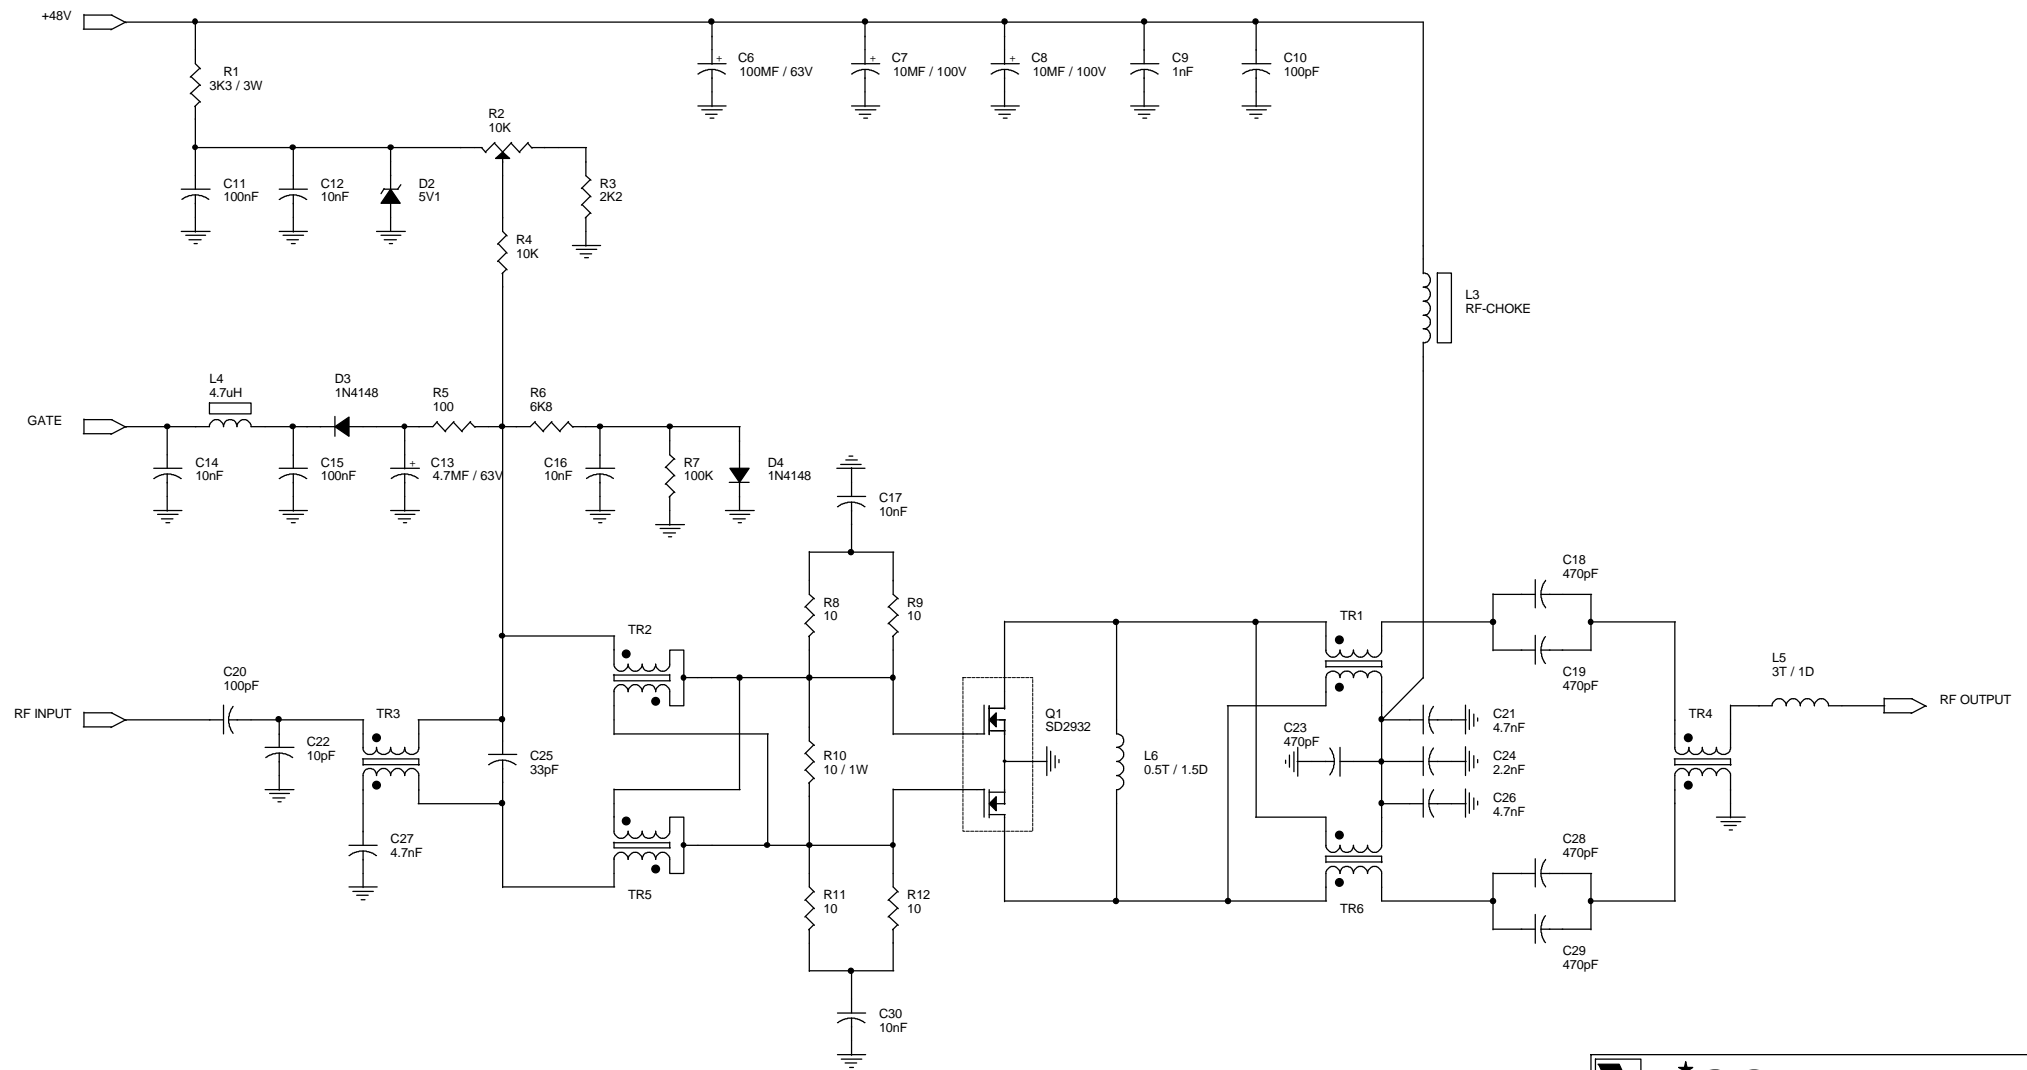 +48V
R1
3K3 / 3W
C6
100MF / 63V
C7
10MF / 100V
C8
10MF / 100V
C9
1nF
C10
100pF
R2
10K
C11
100nF
C12
10nF
D2
5V1
R3
2K2
R4
10K
L3
RF-CHOKE
GATE
L4
4.7uH
D3
1N4148
R5
100
R6
6K8
C14
10nF
C15
100nF
C13
4.7MF / 63V
C16
10nF
R7
100K
D4
1N4148
C17
10nF
R8
10
R9
10
C18
470pF
TR2
TR1
C19
470pF
L5
3T / 1D
C20
100pF
RF INPUT
TR3
RF OUTPUT
C22
10pF
C25
33pF
R10
10 / 1W
Q1
SD2932
L6
0.5T / 1.5D
C23
470pF
C21
4.7nF
C24
2.2nF
C26
4.7nF
TR4
C27
4.7nF
TR5
R11
10
R12
10
TR6
C28
470pF
C29
470pF
C30
10nF